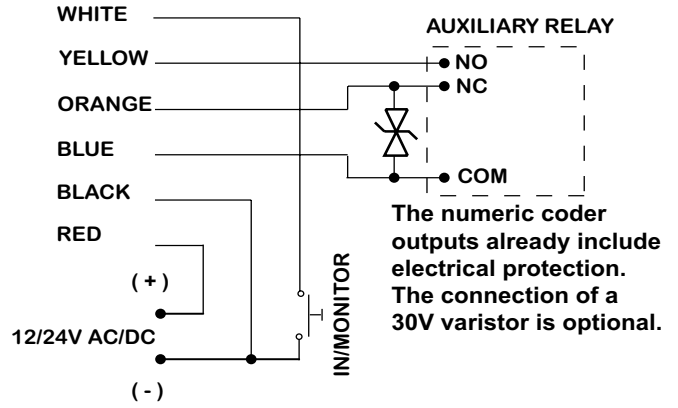 WHITE
AUXILIARY RELAY
YELLOW
NO
NC
ORANGE
BLUE
COM
BLACK
RED
The numeric coder
outputs already include
electrical protection.
The connection of a
30V varistor is optional.
( + )
12/24V AC/DC
( - )
IN/MONITOR